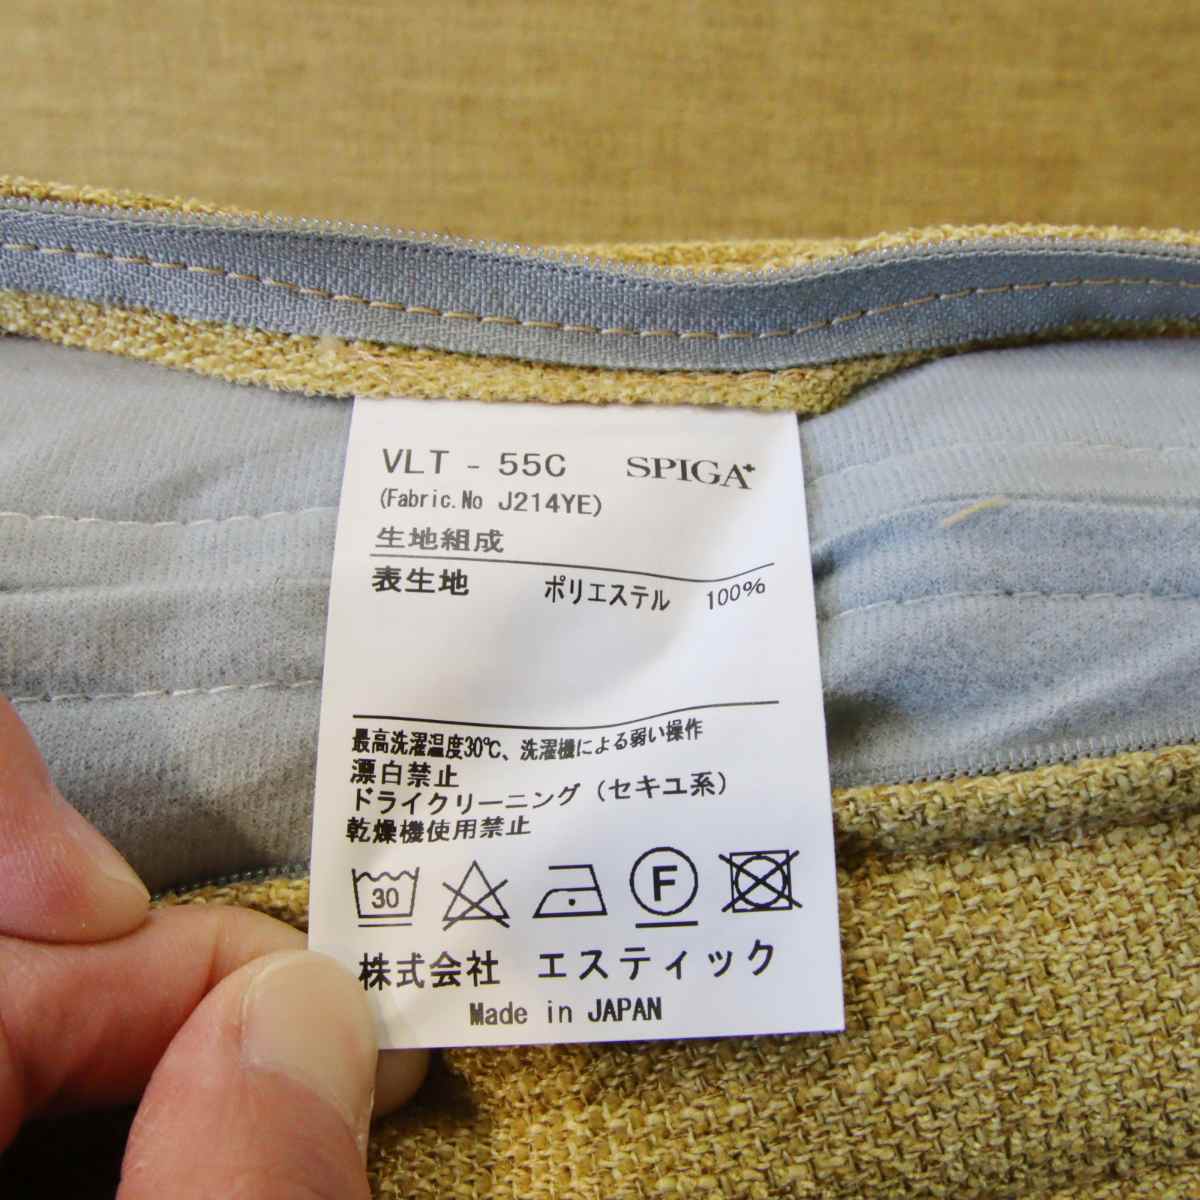 VLT - 55C SPIGA+
(Fabric.No J214YE)
生地組成
表生地 ポリエステル 100%
最高洗濯温度30℃、洗濯機による弱い操作
漂白禁止
ドライクリーニング(セキユ系)
乾燥機使用禁止
30 F
株式会社 エスティック
Made in JAPAN